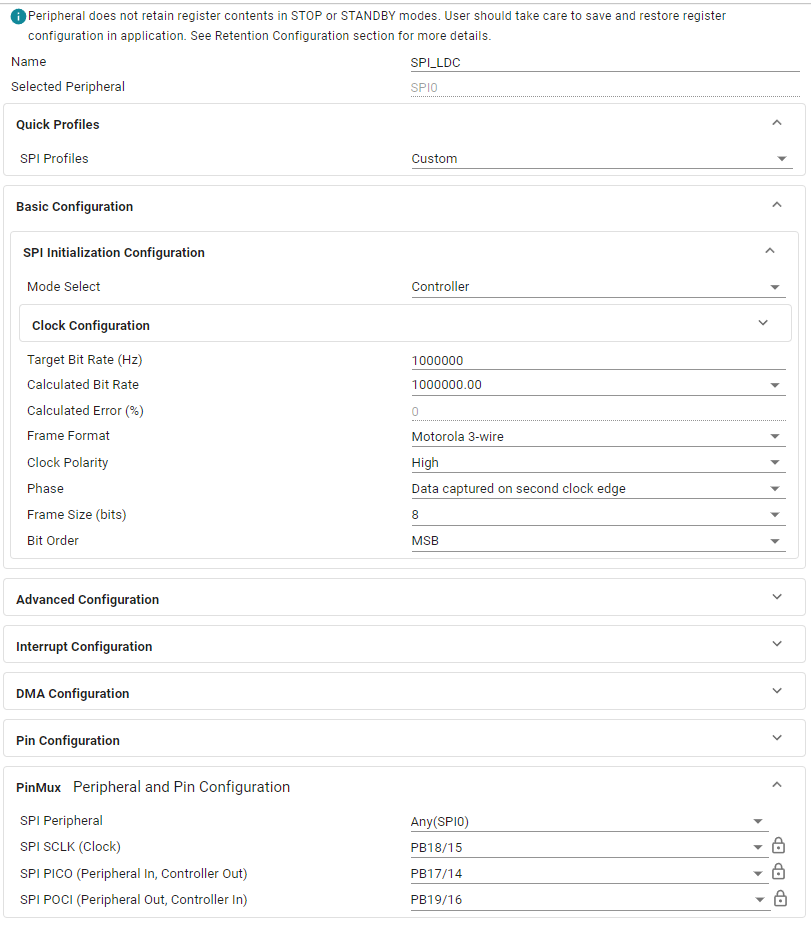 Peripheral does not retain register contents in STOP or STANDBY modes. User should take care to save and restore register
configuration in application. See Retention Configuration section for more details.
Name SPI_LDC
Selected Peripheral SPI0
Quick Profiles
SPI Profiles Custom
Basic Configuration
SPI Initialization Configuration
Mode Select Controller
Clock Configuration
Target Bit Rate (Hz) 1000000
Calculated Bit Rate 1000000.00
Calculated Error (%) 0
Frame Format Motorola 3-wire
Clock Polarity High
Phase Data captured on second clock edge
Frame Size (bits) 8
Bit Order MSB
Advanced Configuration
Interrupt Configuration
DMA Configuration
Pin Configuration
PinMux Peripheral and Pin Configuration
SPI Peripheral Any(SPI0)
SPI SCLK (Clock) PB18/15
SPI PICO (Peripheral In, Controller Out) PB17/14
SPI POCI (Peripheral Out, Controller In) PB19/16